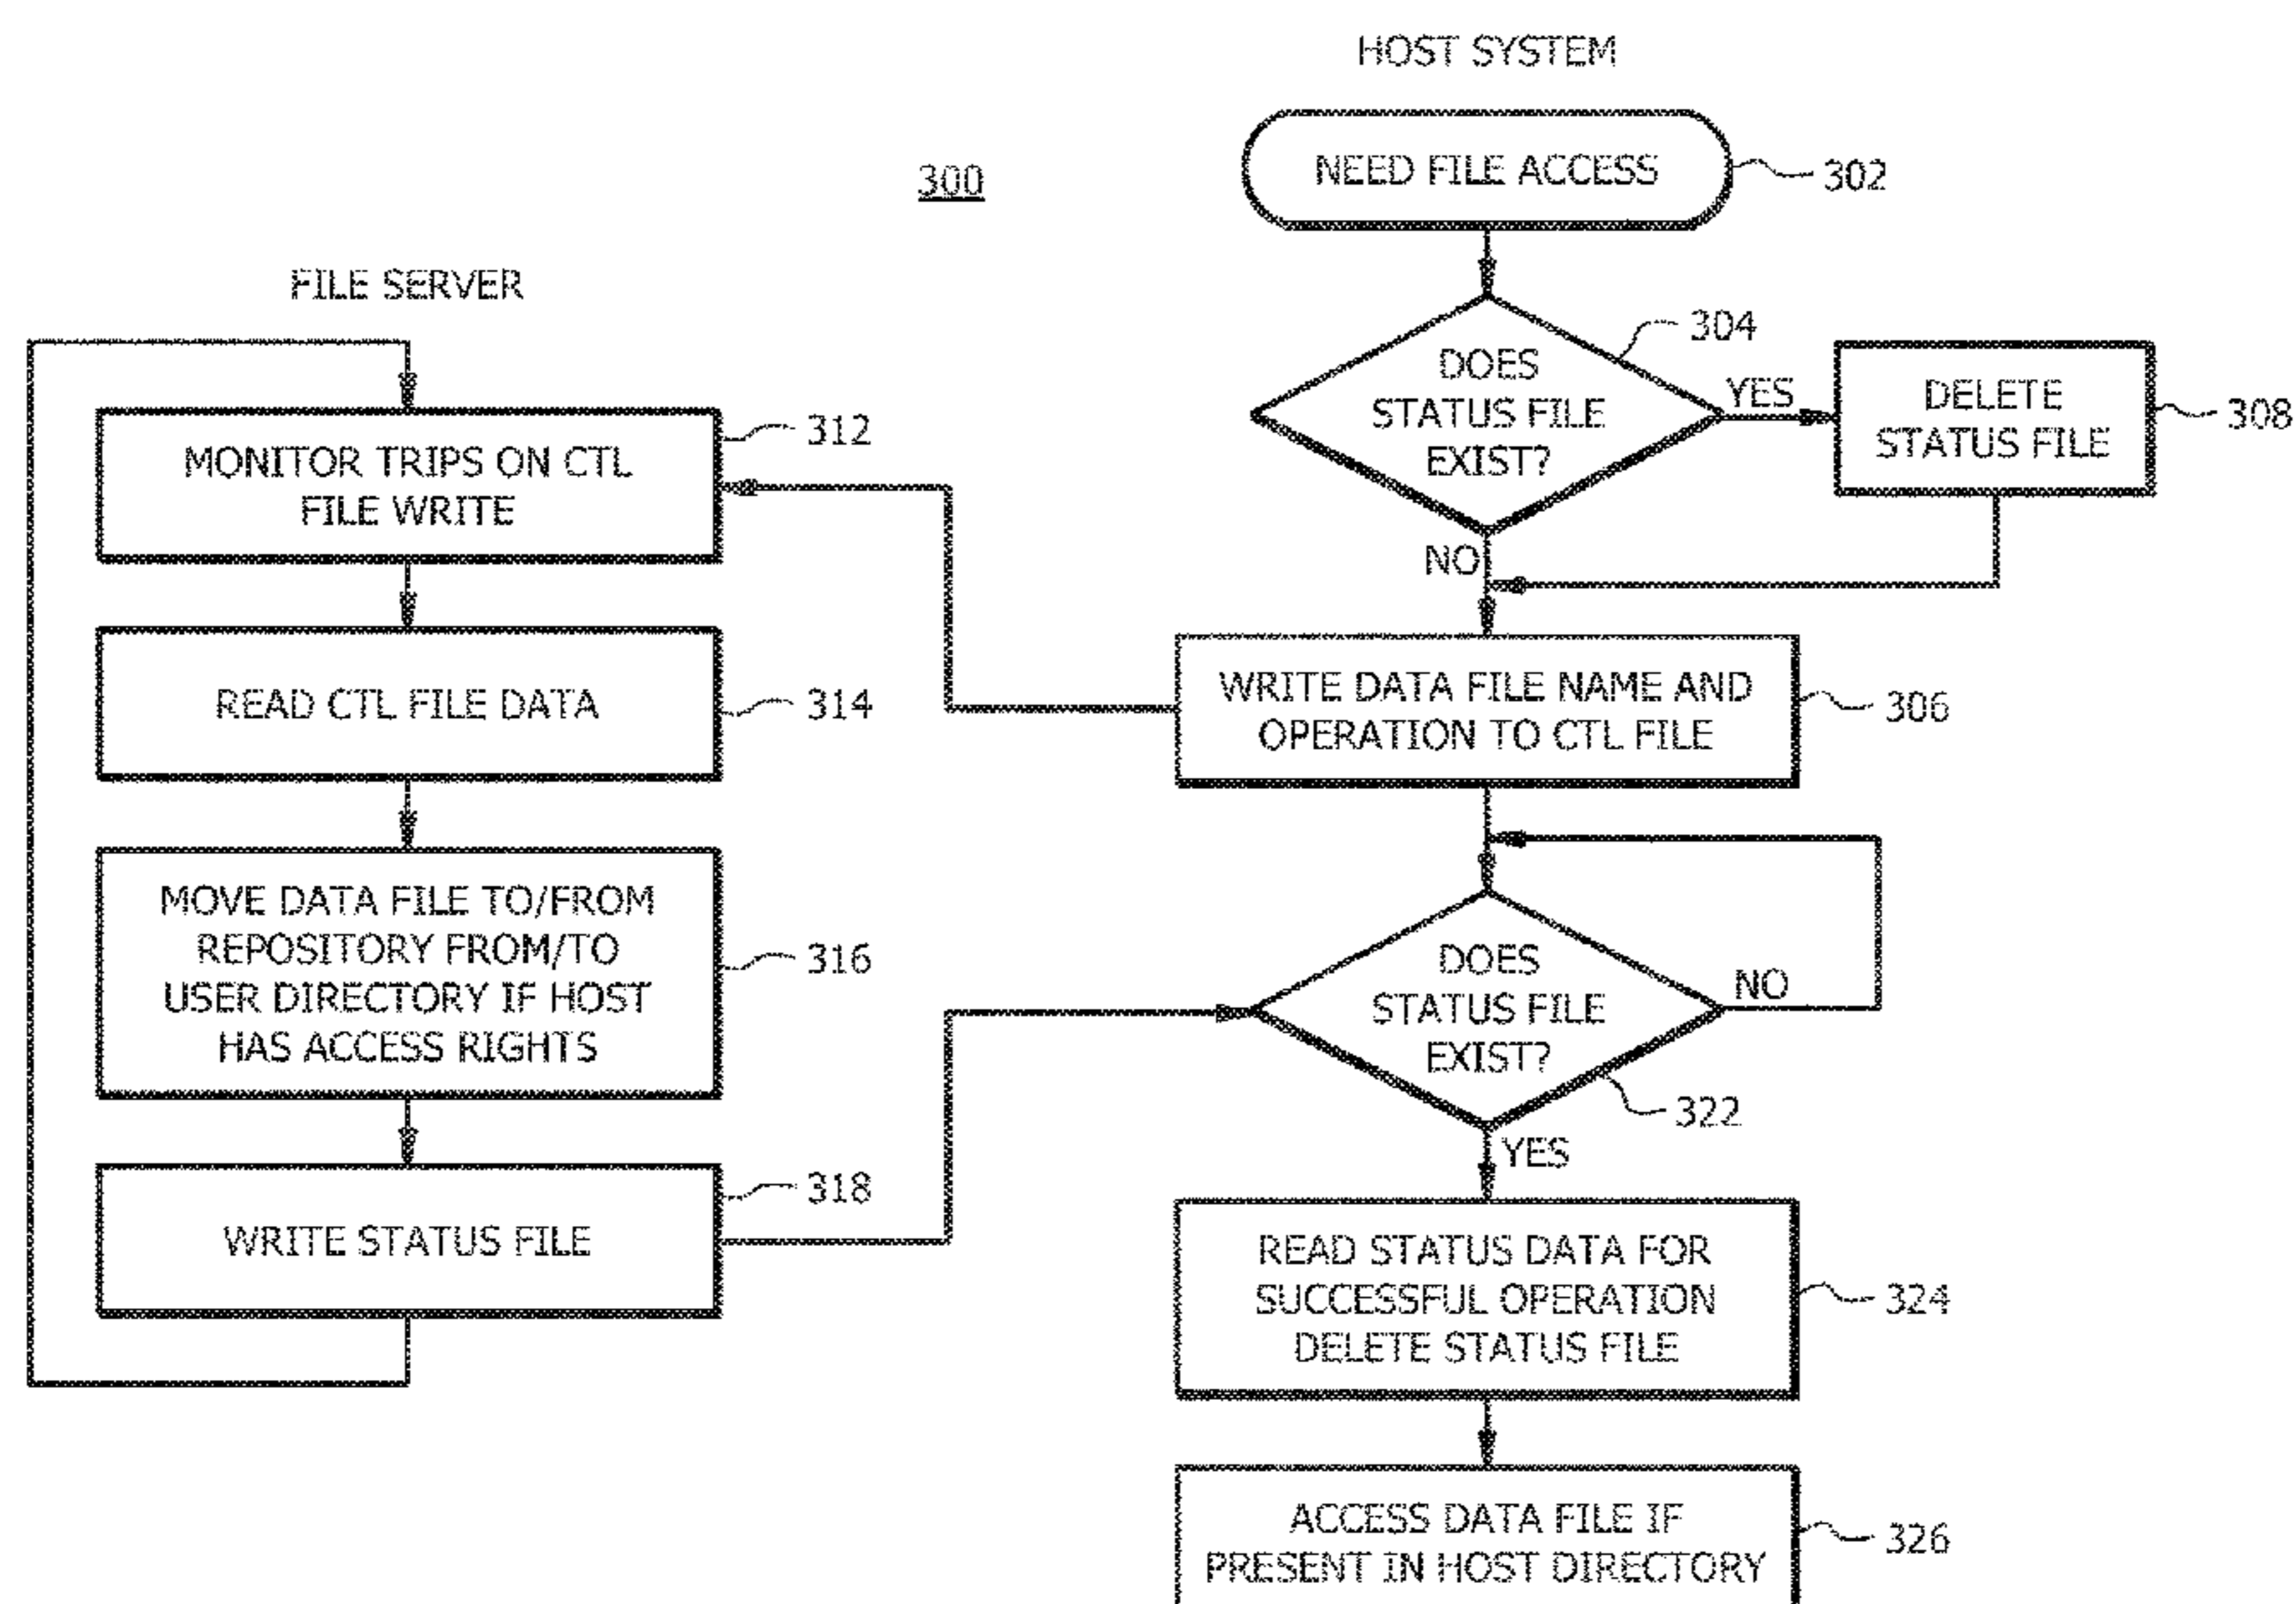 HOST SYSTEM
NEED FILE ACCESS
302
300
FILE SERVER
304
DOES
STATUS FILE
EXIST?
YES
NO
DELETE
STATUS FILE
308
MONITOR TRIPS ON CTL
FILE WRITE
312
READ CTL FILE DATA
314
WRITE DATA FILE NAME AND
OPERATION TO CTL FILE
306
MOVE DATA FILE TO/FROM
REPOSITORY FROM/TO
USER DIRECTORY IF HOST
HAS ACCESS RIGHTS
316
DOES
STATUS FILE
EXIST?
NO
322
YES
WRITE STATUS FILE
318
READ STATUS DATA FOR
SUCCESSFUL OPERATION
DELETE STATUS FILE
324
ACCESS DATA FILE IF
PRESENT IN HOST DIRECTORY
326